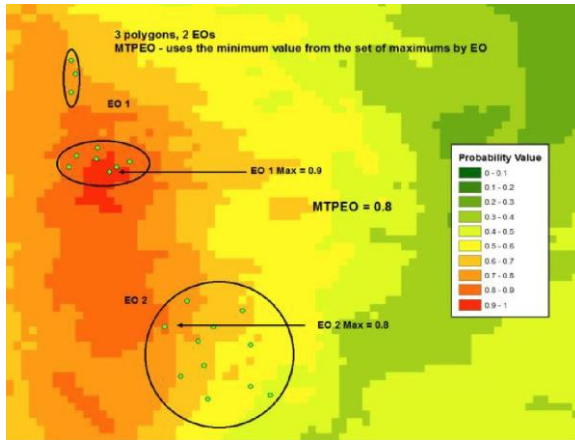 3 polygons, 2 EOs
MTPEO - uses the minimum value from the set of maximums by EO
EO 1
EO 1 Max = 0.9
MTPEO = 0.8
EO 2
EO 2 Max = 0.8
Probability Value
0 - 0.1
0.1 - 0.2
0.2 - 0.3
0.3 - 0.4
0.4 - 0.5
0.5 - 0.6
0.6 - 0.7
0.7 - 0.8
0.8 - 0.9
0.9 - 1